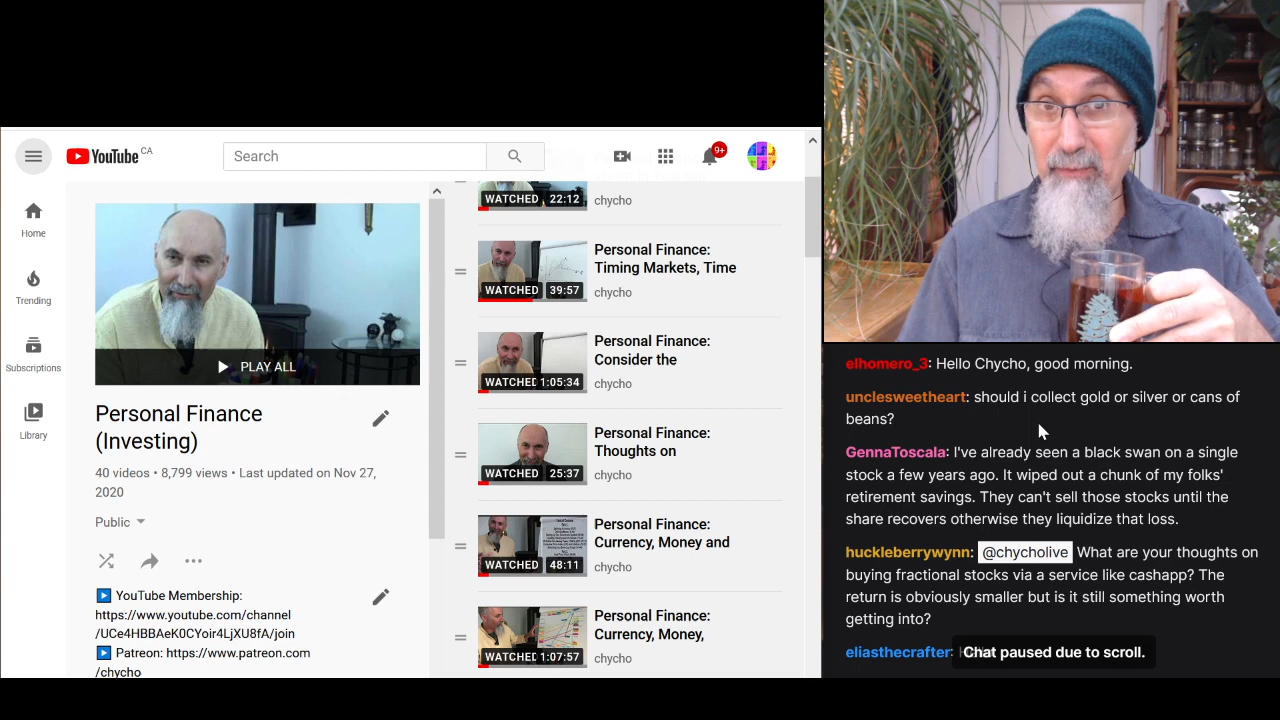 YouTube CA
Search
9+
Home
Trending
Subscriptions
Library
PLAY ALL
Personal Finance
(Investing)
40 videos • 8,799 views • Last updated on Nov 27,
2020
Public
YouTube Membership:
https://www.youtube.com/channel
/UCe4HBBAeK0CYoir4LjXU8fA/join
Patreon: https://www.patreon.com
/chycho
WATCHED 22:12
chycho
WATCHED 39:57
Personal Finance:
Timing Markets, Time
chycho
WATCHED 1:05:34
Personal Finance:
Consider the
chycho
WATCHED 25:37
Personal Finance:
Thoughts on
chycho
WATCHED 48:11
Personal Finance:
Currency, Money and
chycho
WATCHED 1:07:57
Personal Finance:
Currency, Money,
chycho
elhomero_3: Hello Chycho, good morning.
unclesweetheart: should i collect gold or silver or cans of
beans?
GennaToscala: I've already seen a black swan on a single
stock a few years ago. It wiped out a chunk of my folks'
retirement savings. They can't sell those stocks until the
share recovers otherwise they liquidize that loss.
huckleberrywynn: @chycholive What are your thoughts on
buying fractional stocks via a service like cashapp? The
return is obviously smaller but is it still something worth
getting into?
eliasthecrafter:
Chat paused due to scroll.